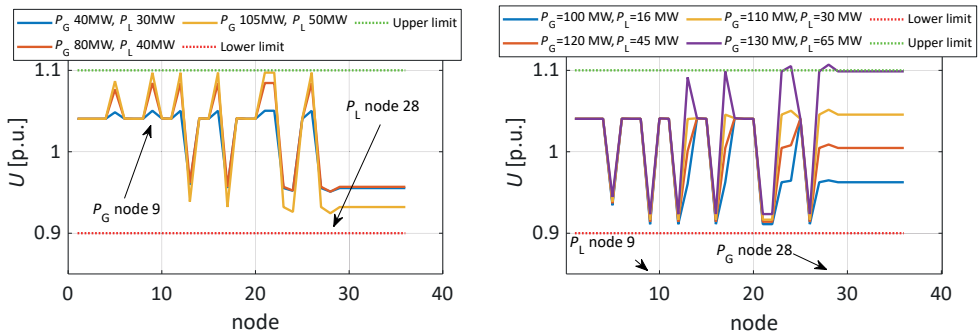 P_G 40MW, P_L 30MW P_G 105MW, P_L 50MW Upper limit
P_G 80MW, P_L 40MW Lower limit
1.1
1
0.9
U [p.u.]
P_G node 9
P_L node 28
0 10 20 30 40
node
P_G=100 MW, P_L=16 MW P_G=110 MW, P_L=30 MW Lower limit
P_G=120 MW, P_L=45 MW P_G=130 MW, P_L=65 MW Upper limit
1.1
1
0.9
U [p.u.]
P_L node 9
P_G node 28
10 20 30 40
node